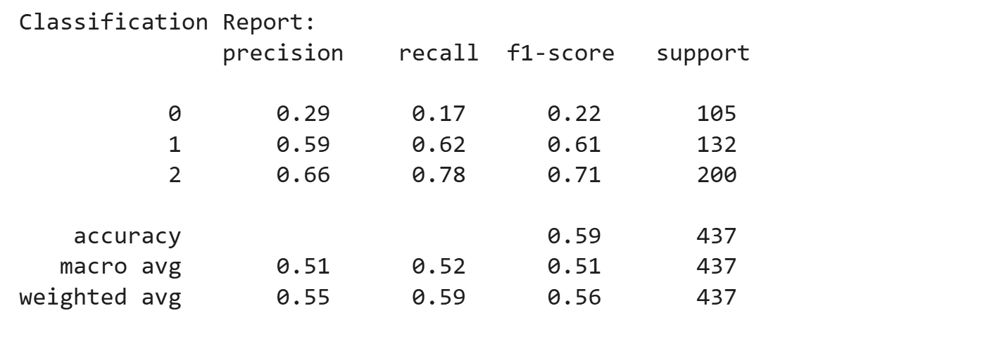 Classification Report:
precision recall f1-score support
0 0.29 0.17 0.22 105
1 0.59 0.62 0.61 132
2 0.66 0.78 0.71 200
accuracy 0.59 437
macro avg 0.51 0.52 0.51 437
weighted avg 0.55 0.59 0.56 437